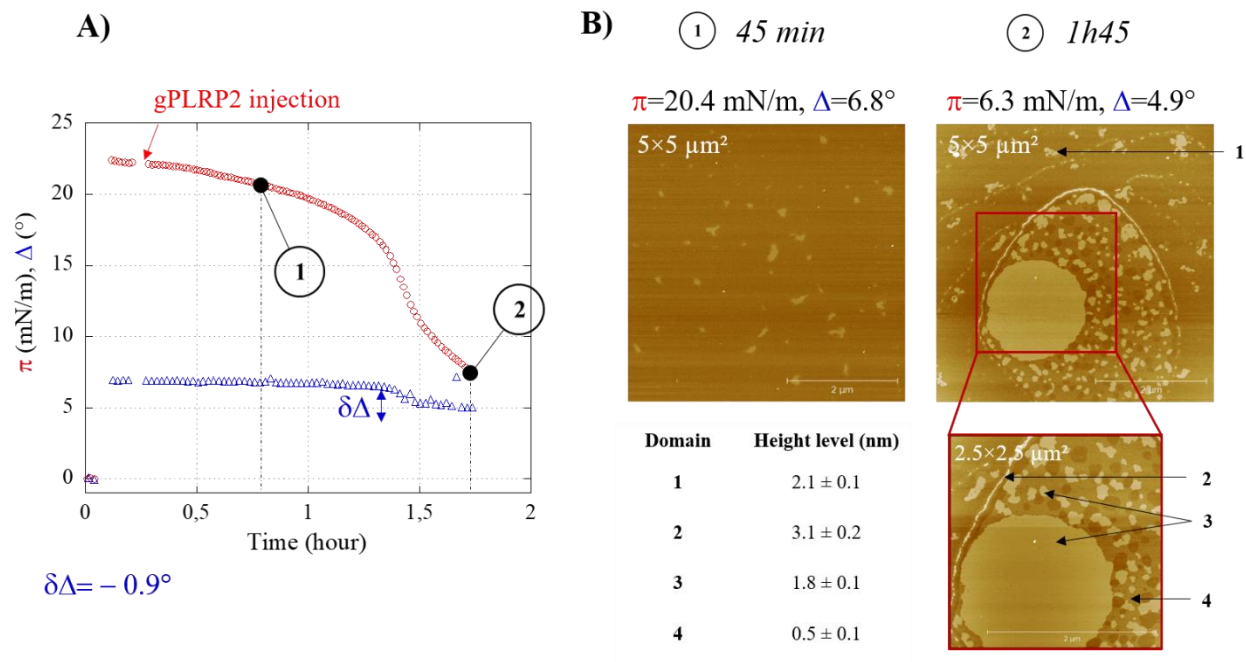 A)
gPLRP2 injection
π (mN/m), Δ (°)
25
20
15
10
5
0
1
2
δΔ
0
0,5
1
1,5
2
Time (hour)
δΔ= − 0.9°
B)
1 45 min
π=20.4 mN/m, Δ=6.8°
5×5 µm²
2 µm
2 1h45
π=6.3 mN/m, Δ=4.9°
5×5 µm²
1
2 µm
Domain Height level (nm)
1 2.1 ± 0.1
2 3.1 ± 0.2
3 1.8 ± 0.1
4 0.5 ± 0.1
2.5×2.5 µm²
2
3
4
2 µm